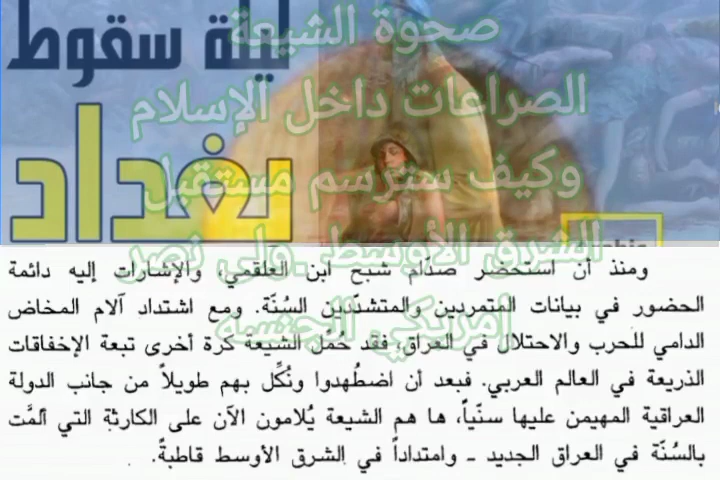 ليلة سقوط
بغداد
صحوة الشيعة
الصراعات داخل الإسلام
وكيف سترسم مستقبل
الشرق الأوسط .ولي نصر
إمريكي الجنسه
ومنذ أن استحضر صدّام شبح ابن العلقمي، والإشارات إليه دائمة
الحضور في بيانات المتمردين والمتشدّدين السُنّة. ومع اشتداد آلام المخاض
الدامي للحرب والاحتلال في العراق، فقد حُمّل الشيعة كرة أخرى تبعة الإخفاقات
الذريعة في العالم العربي. فبعد أن اضطُهدوا ونُكِّل بهم طويلاً من جانب الدولة
العراقية المهيمن عليها سنّياً، ها هم الشيعة يُلامون الآن على الكارثة التي ألمَّت
بالسُنّة في العراق الجديد ـ وامتداداً في الشرق الأوسط قاطبةً.